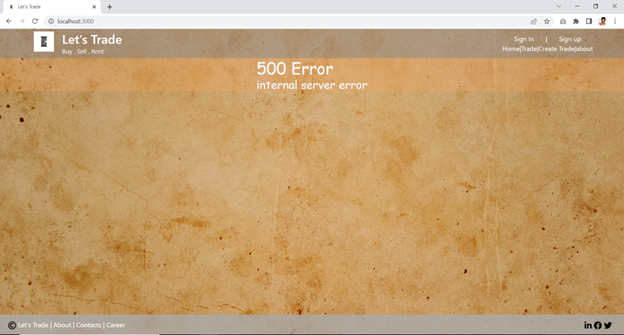 Let's Trade
localhost:3000
Let's Trade
Buy . Sell . Rent
Sign In | Sign up
Home|Trade|Create Trade|about
500 Error
internal server error
© Let's Trade | About | Contacts | Career